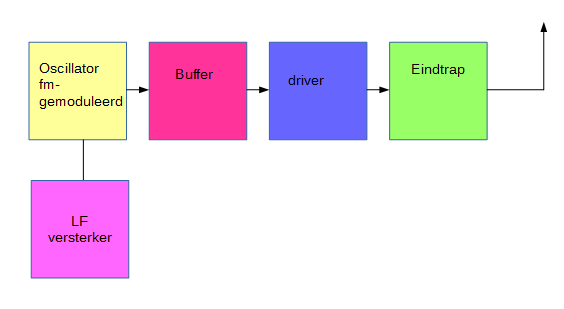 Oscillator
fm-
gemoduleerd
Buffer
driver
Eindtrap
LF
versterker